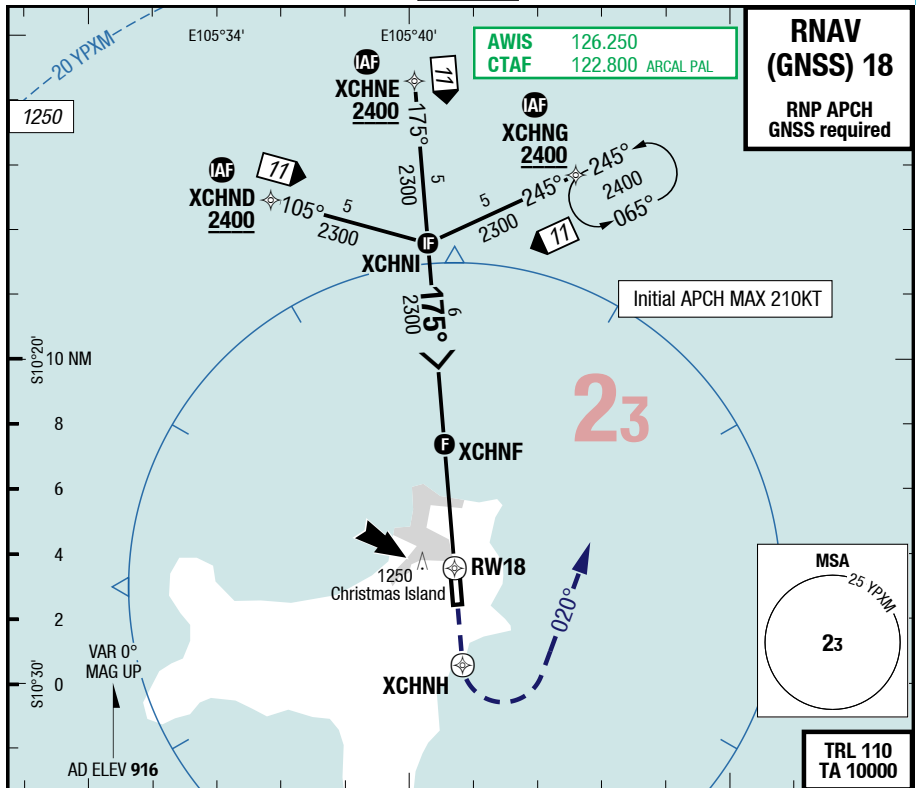 RNAV
(GNSS) 18
RNP APCH
GNSS required
AWIS 126.250
CTAF 122.800 ARCAL PAL
20 YPXM
E105°34'
E105°40'
1250
IAF
XCHNE
2400
11
175°
5
2300
IAF
XCHNG
2400
245°
245°
2400
065°
5
2300
11
IAF
XCHND
2400
11
105°
5
2300
IF
XCHNI
Initial APCH MAX 210KT
175°
6
2300
S10°20'
10 NM
23
8
F
XCHNF
6
4
RW18
1250
Christmas Island
MSA
25 YPXM
23
020°
2
VAR 0°
MAG UP
XCHNH
S10°30'
0
AD ELEV 916
TRL 110
TA 10000